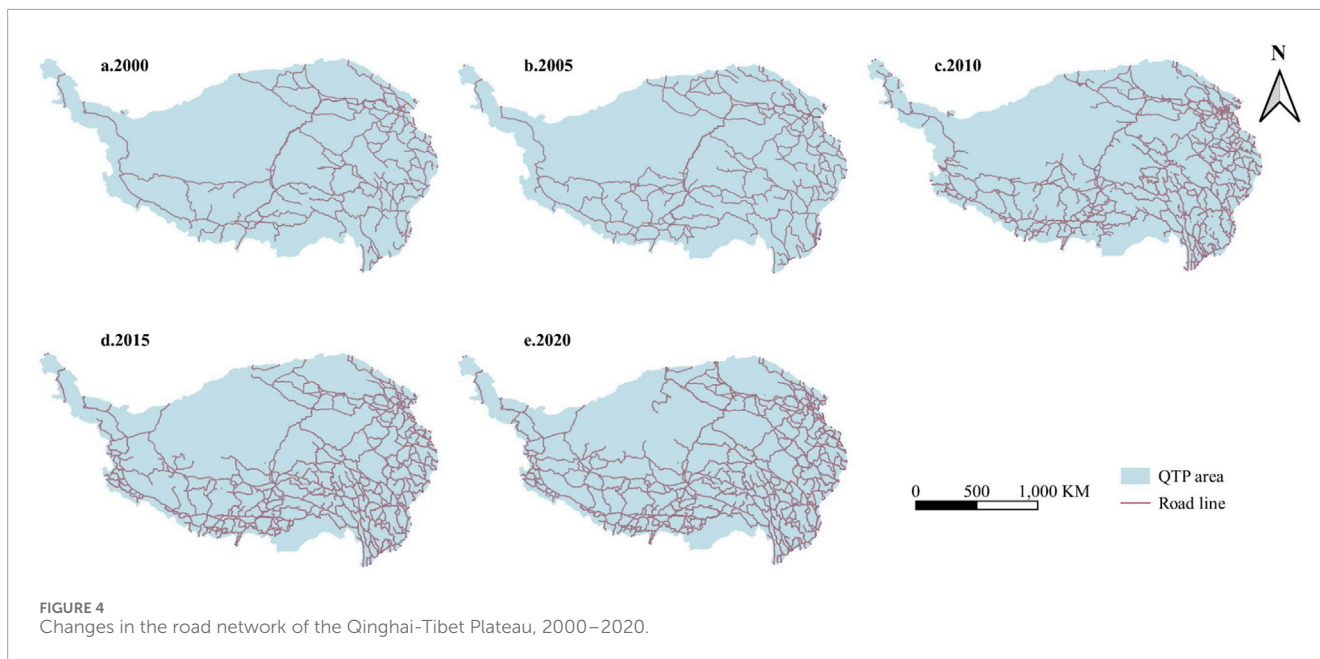 a.2000
b.2005
c.2010
N
d.2015
e.2020
0 500 1,000 KM
QTP area
Road line
FIGURE 4
Changes in the road network of the Qinghai-Tibet Plateau, 2000–2020.